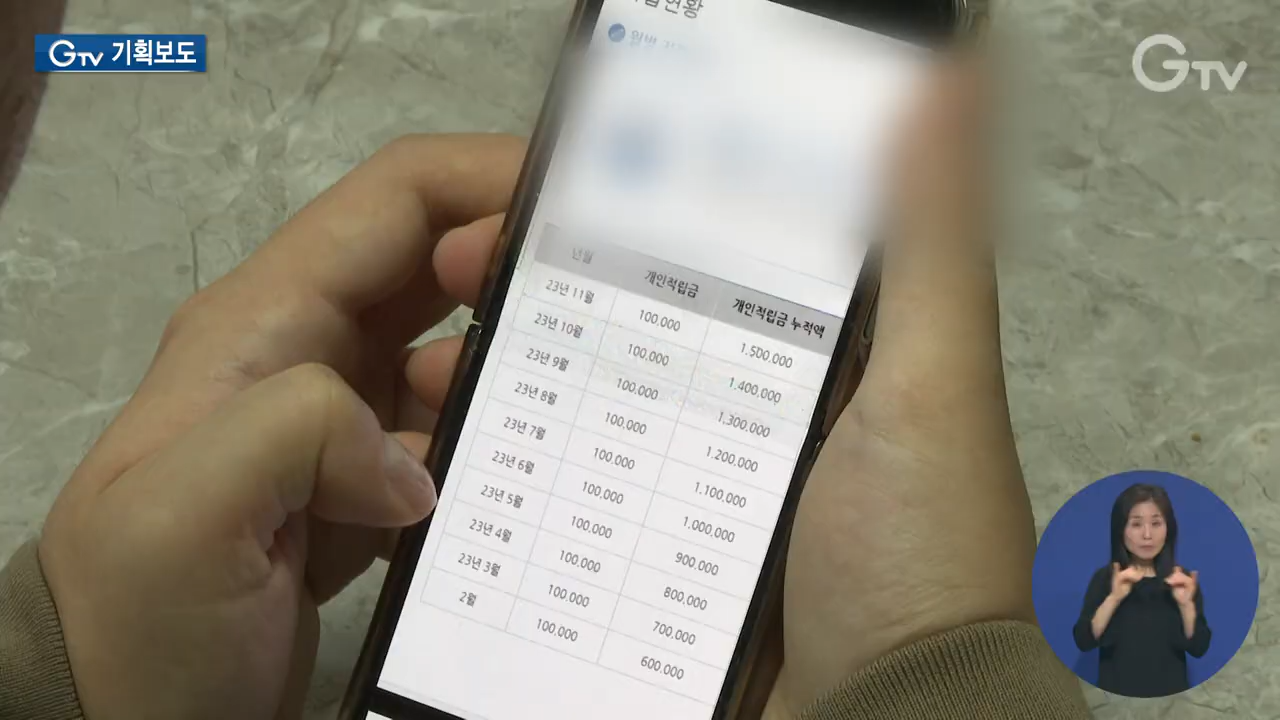 GTV 기획보도
GTV
현황
월별
년월 개인적립금 개인적립금 누적액
23년 11월 100,000 1,500,000
23년 10월 100,000 1,400,000
23년 9월 100,000 1,300,000
23년 8월 100,000 1,200,000
23년 7월 100,000 1,100,000
23년 6월 100,000 1,000,000
23년 5월 100,000 900,000
23년 4월 100,000 800,000
23년 3월 100,000 700,000
2월 100,000 600,000